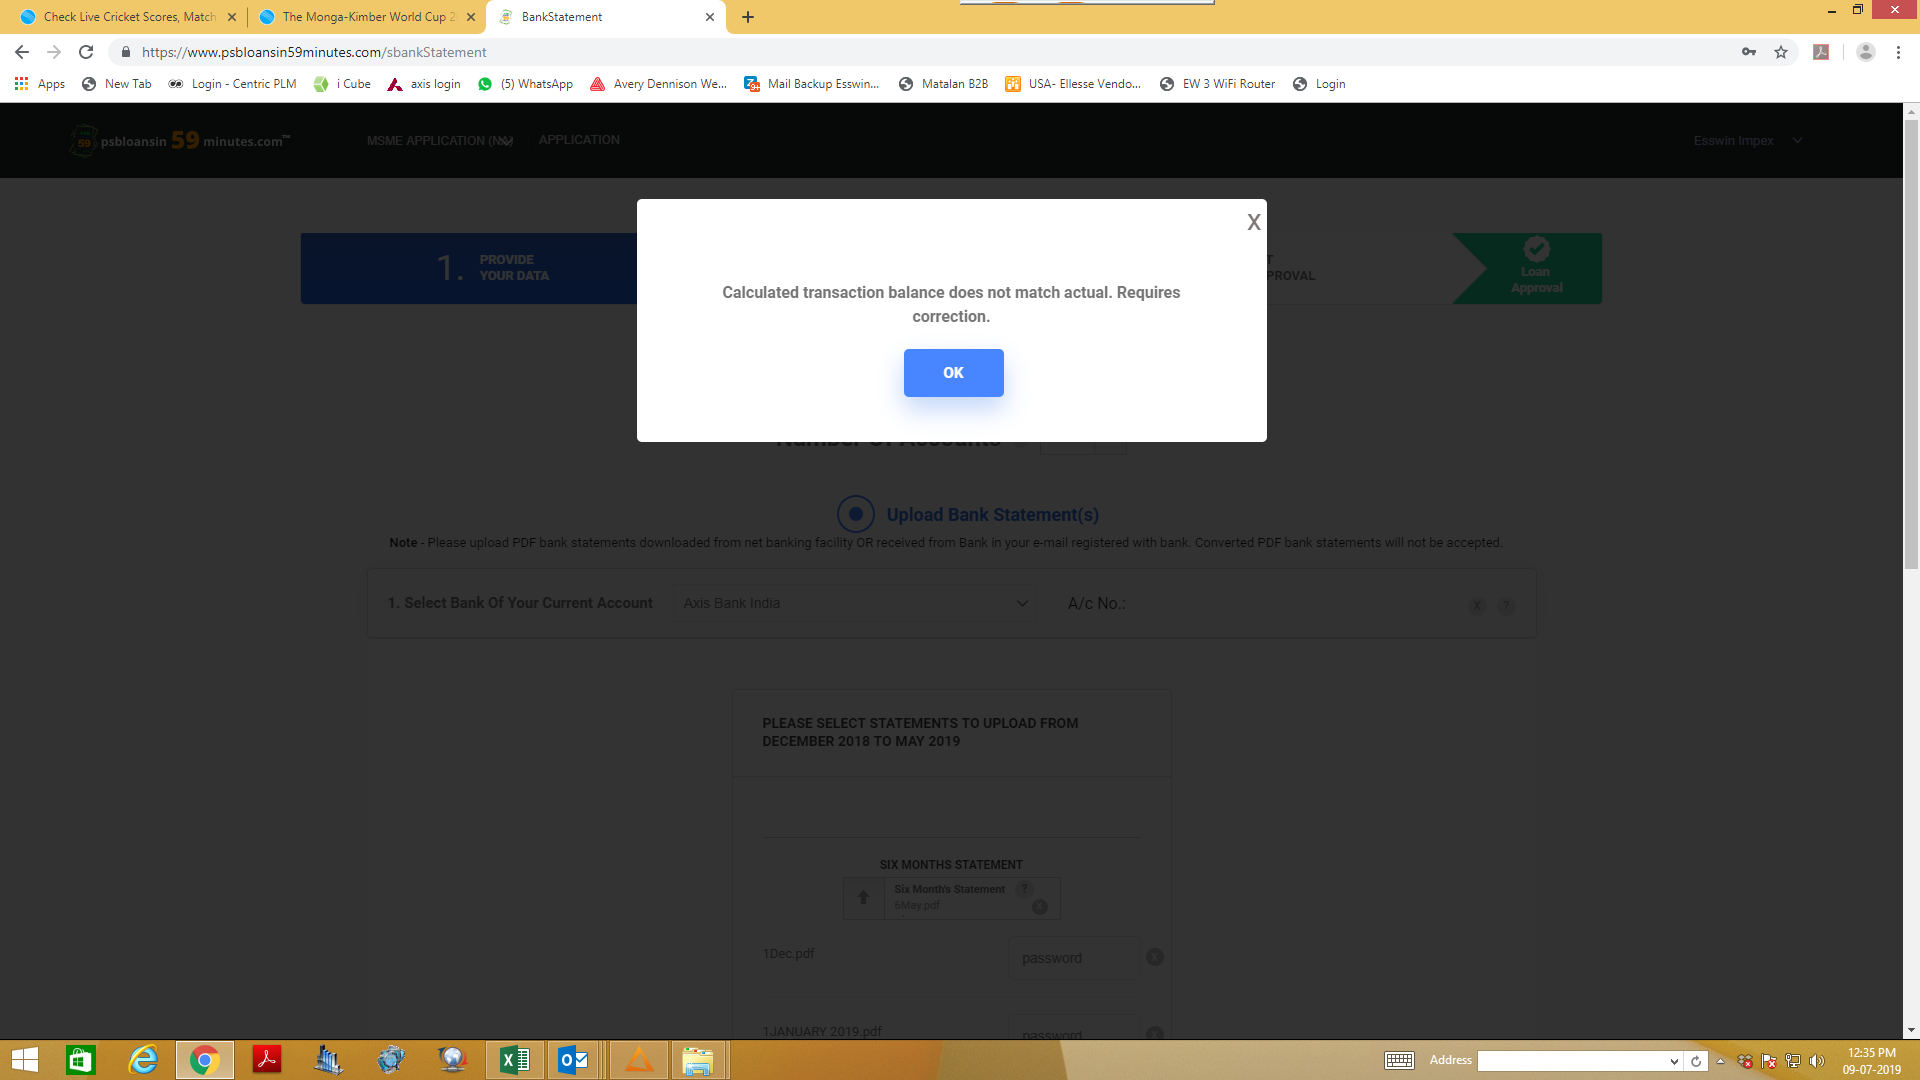 Check Live Cricket Scores, Match
The Monga-Kimber World Cup 2
BankStatement
https://www.psbloansin59minutes.com/sbankStatement
Apps
New Tab
Login - Centric PLM
i Cube
axis login
(5) WhatsApp
Avery Dennison We...
Mail Backup Esswin...
Matalan B2B
USA- Ellesse Vendo...
EW 3 WiFi Router
Login
psbloansin 59 minutes.com™
MSME APPLICATION
APPLICATION
Esswin Impex
X
1. PROVIDE
YOUR DATA
Loan
Approval
Calculated transaction balance does not match actual. Requires
correction.
OK
Number Of Accounts
Upload Bank Statement(s)
Note - Please upload PDF bank statements downloaded from net banking facility OR received from Bank in your e-mail registered with bank. Converted PDF bank statements will not be accepted.
1. Select Bank Of Your Current Account
Axis Bank India
A/c No.:
X
?
PLEASE SELECT STATEMENTS TO UPLOAD FROM
DECEMBER 2018 TO MAY 2019
SIX MONTHS STATEMENT
Six Month's Statement
?
6May.pdf
X
1Dec.pdf
password
X
1JANUARY 2019.pdf
password
X
Address
12:35 PM
09-07-2019